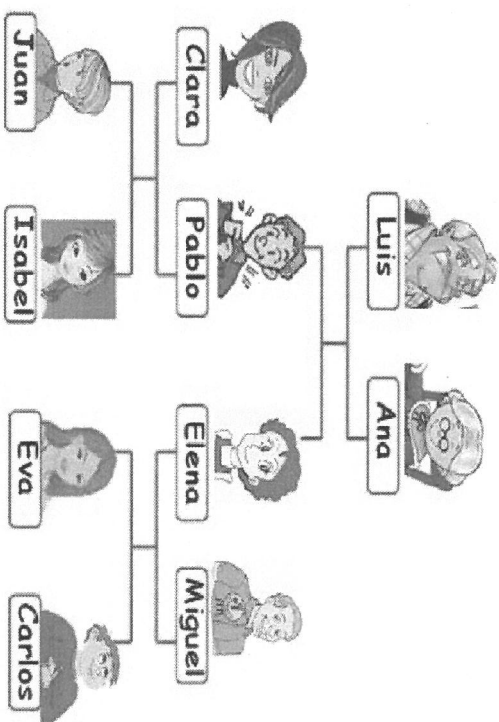 Luis
Ana
Clara
Pablo
Elena
Miguel
Juan
Isabel
Eva
Carlos